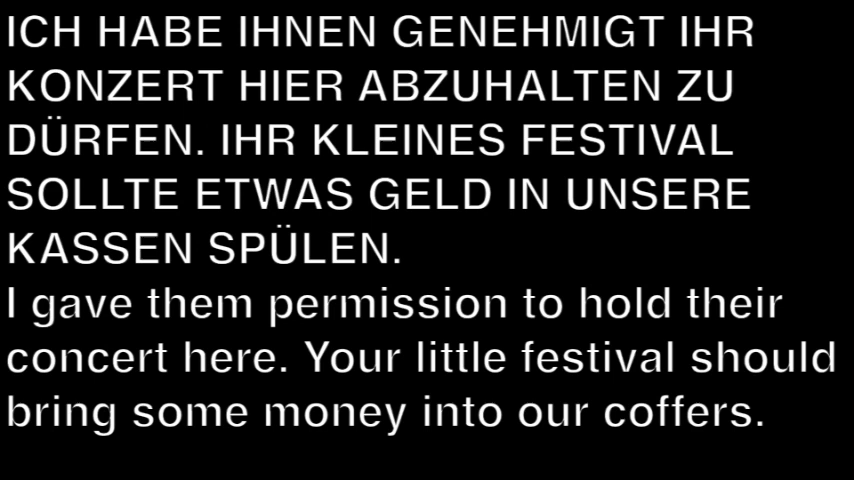 ICH HABE IHNEN GENEHMIGT IHR
KONZERT HIER ABZUHALTEN ZU
DÜRFEN. IHR KLEINES FESTIVAL
SOLLTE ETWAS GELD IN UNSERE
KASSEN SPÜLEN.
I gave them permission to hold their
concert here. Your little festival should
bring some money into our coffers.